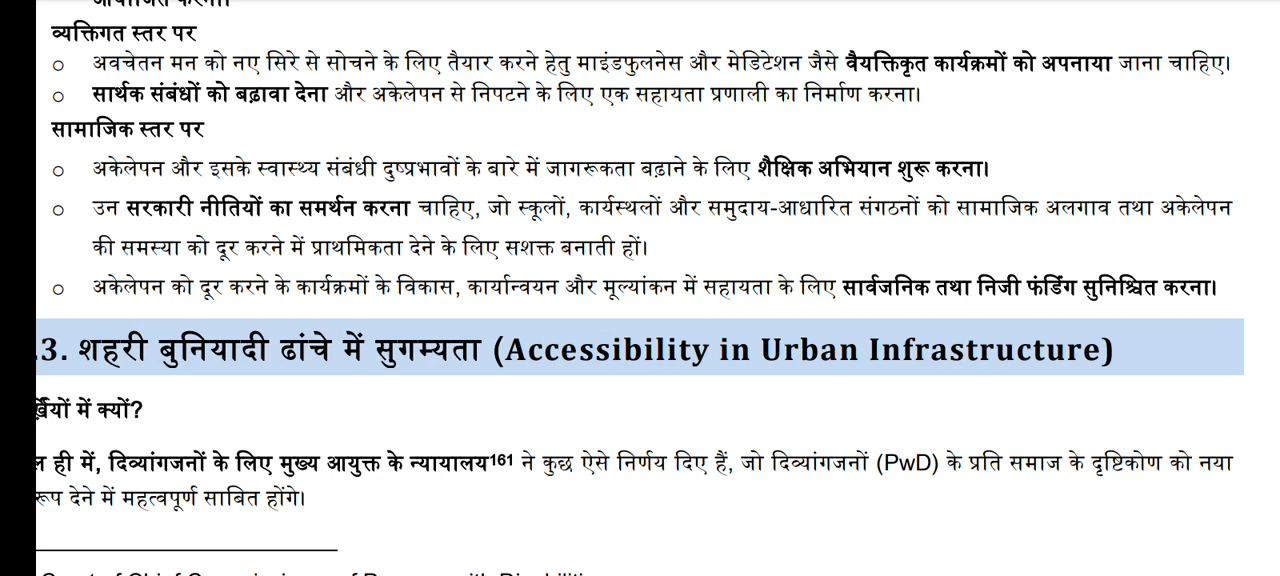 व्यक्तिगत स्तर पर
o अवचेतन मन को नए सिरे से सोचने के लिए तैयार करने हेतु माइंडफुलनेस और मेडिटेशन जैसे वैयक्तिकृत कार्यक्रमों को अपनाया जाना चाहिए।
o सार्थक संबंधों को बढ़ावा देना और अकेलेपन से निपटने के लिए एक सहायता प्रणाली का निर्माण करना।
सामाजिक स्तर पर
o अकेलेपन और इसके स्वास्थ्य संबंधी दुष्प्रभावों के बारे में जागरूकता बढ़ाने के लिए शैक्षिक अभियान शुरू करना।
o उन सरकारी नीतियों का समर्थन करना चाहिए, जो स्कूलों, कार्यस्थलों और समुदाय-आधारित संगठनों को सामाजिक अलगाव तथा अकेलेपन
की समस्या को दूर करने में प्राथमिकता देने के लिए सशक्त बनाती हों।
o अकेलेपन को दूर करने के कार्यक्रमों के विकास, कार्यान्वयन और मूल्यांकन में सहायता के लिए सार्वजनिक तथा निजी फंडिंग सुनिश्चित करना।
.3. शहरी बुनियादी ढांचे में सुगम्यता (Accessibility in Urban Infrastructure)
में क्यों?
ही में, दिव्यांगजनों के लिए मुख्य आयुक्त के न्यायालय161 ने कुछ ऐसे निर्णय दिए हैं, जो दिव्यांगजनों (PwD) के प्रति समाज के दृष्टिकोण को नया
रूप देने में महत्वपूर्ण साबित होंगे।